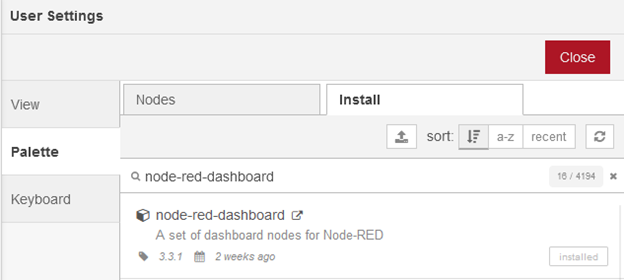 User Settings
Close
View
Palette
Keyboard
Nodes
Install
sort: a-z recent
node-red-dashboard
16 / 4194
node-red-dashboard
A set of dashboard nodes for Node-RED
3.3.1 2 weeks ago
installed